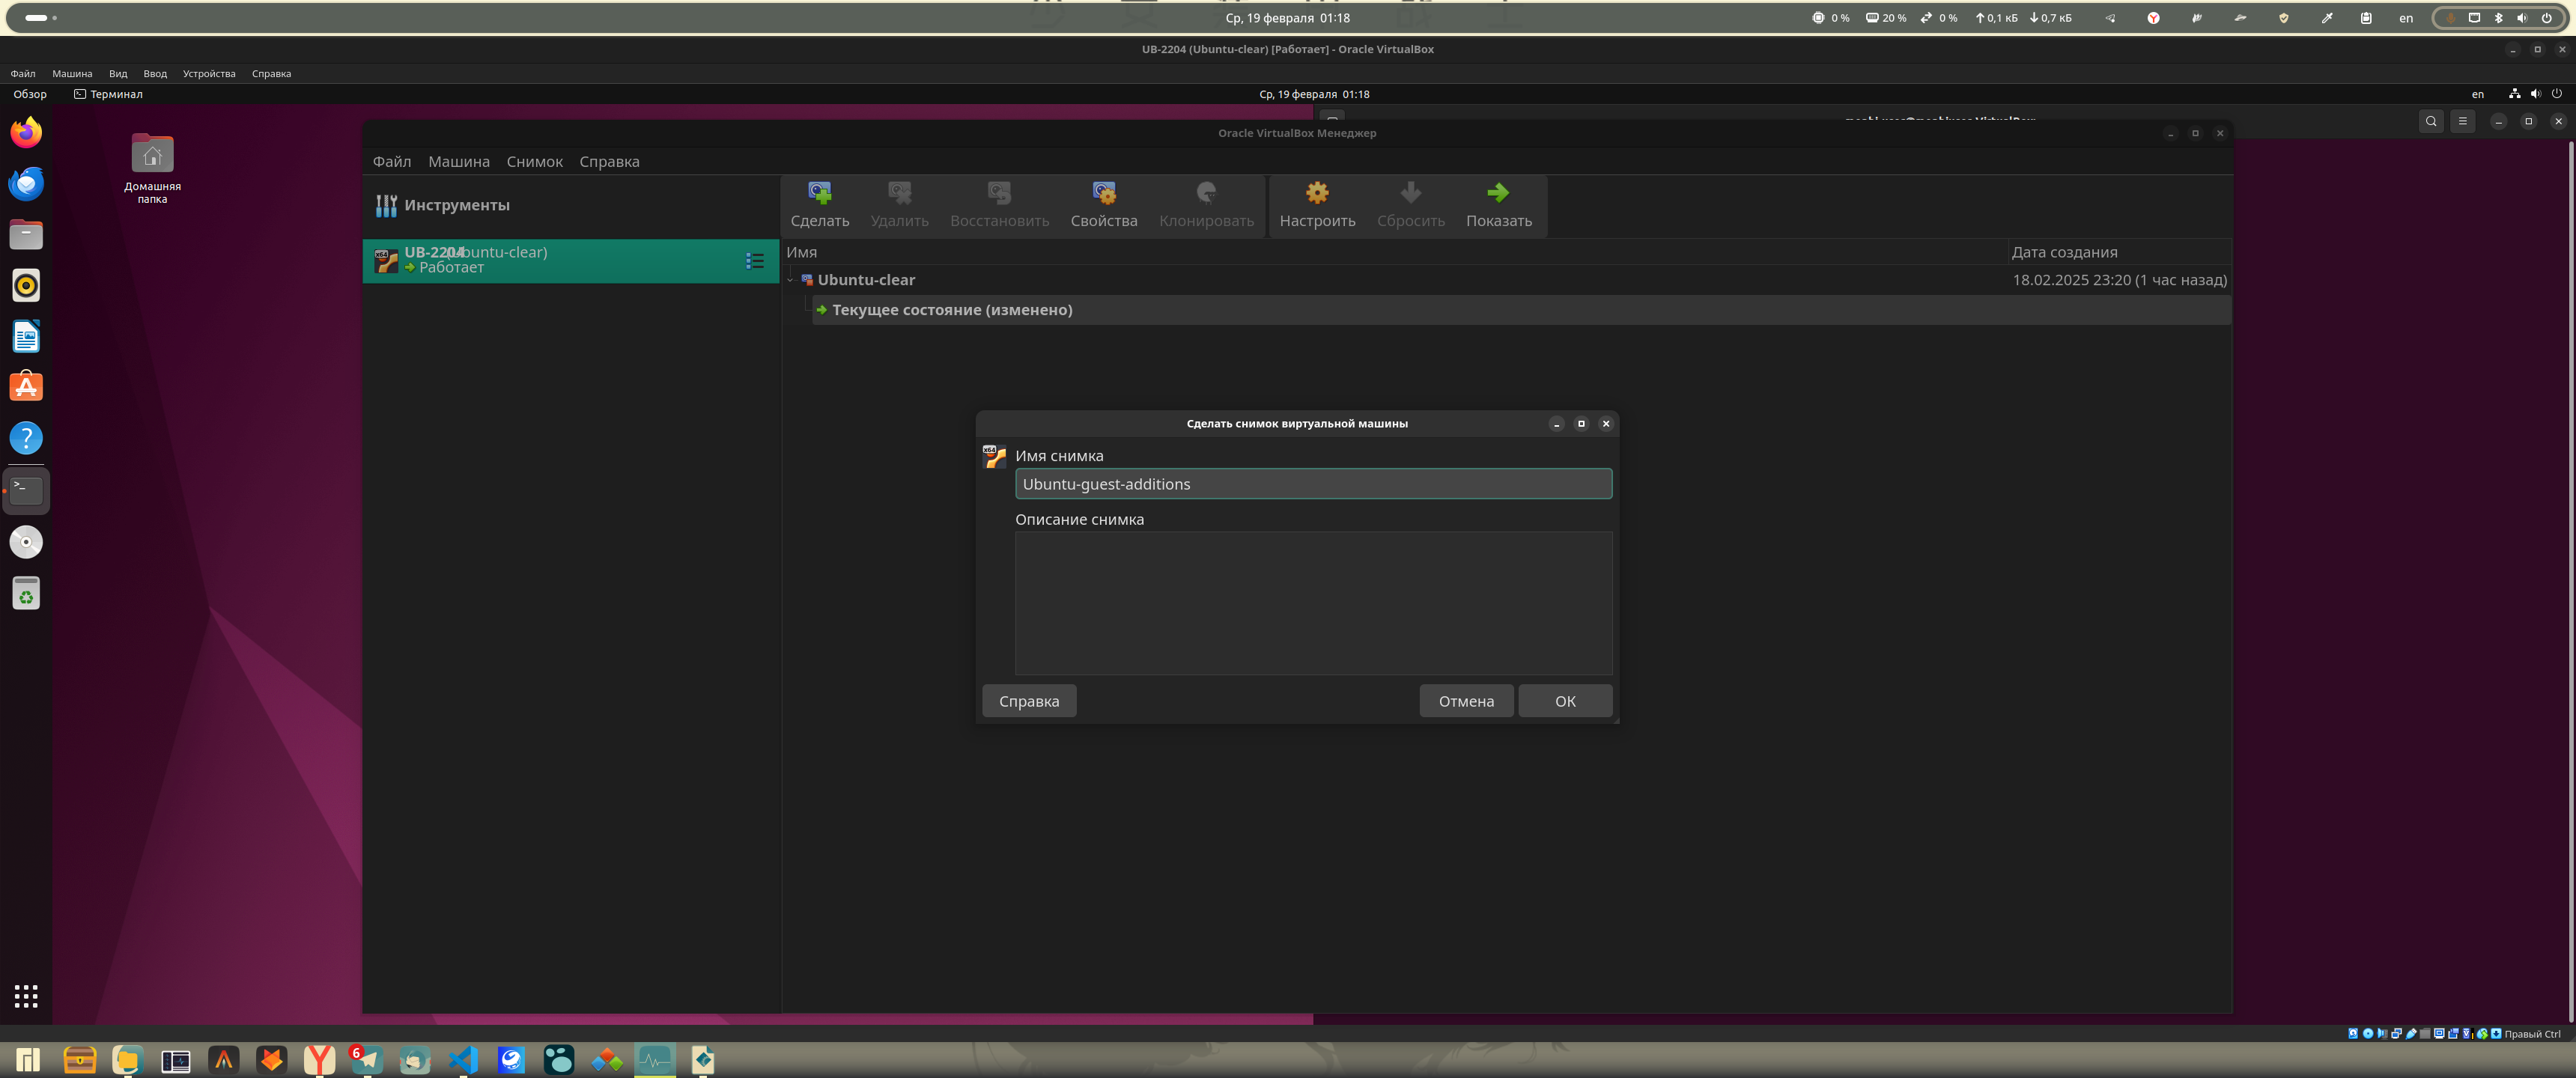 Ср, 19 февраля 01:18
0 %
20 %
0 %
0,1 кБ
0,7 кБ
en
UB-2204 (Ubuntu-clear) [Работает] - Oracle VirtualBox
Файл Машина Вид Ввод Устройства Справка
Обзор Терминал
Ср, 19 февраля 01:18
en
Домашняя
папка
Oracle VirtualBox Менеджер
Файл Машина Снимок Справка
Инструменты
Сделать Удалить Восстановить Свойства Клонировать Настроить Сбросить Показать
UB-2204 (Ubuntu-clear)
Работает
Имя Дата создания
Ubuntu-clear 18.02.2025 23:20 (1 час назад)
Текущее состояние (изменено)
Сделать снимок виртуальной машины
x64
Имя снимка
Ubuntu-guest-additions
Описание снимка
Справка Отмена ОК
Правый Ctrl
6